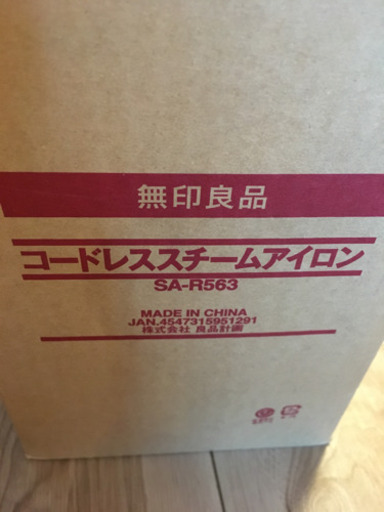 無印良品
コードレススチームアイロン
SA-R563
MADE IN CHINA
JAN.4547315951291
株式会社 良品計画